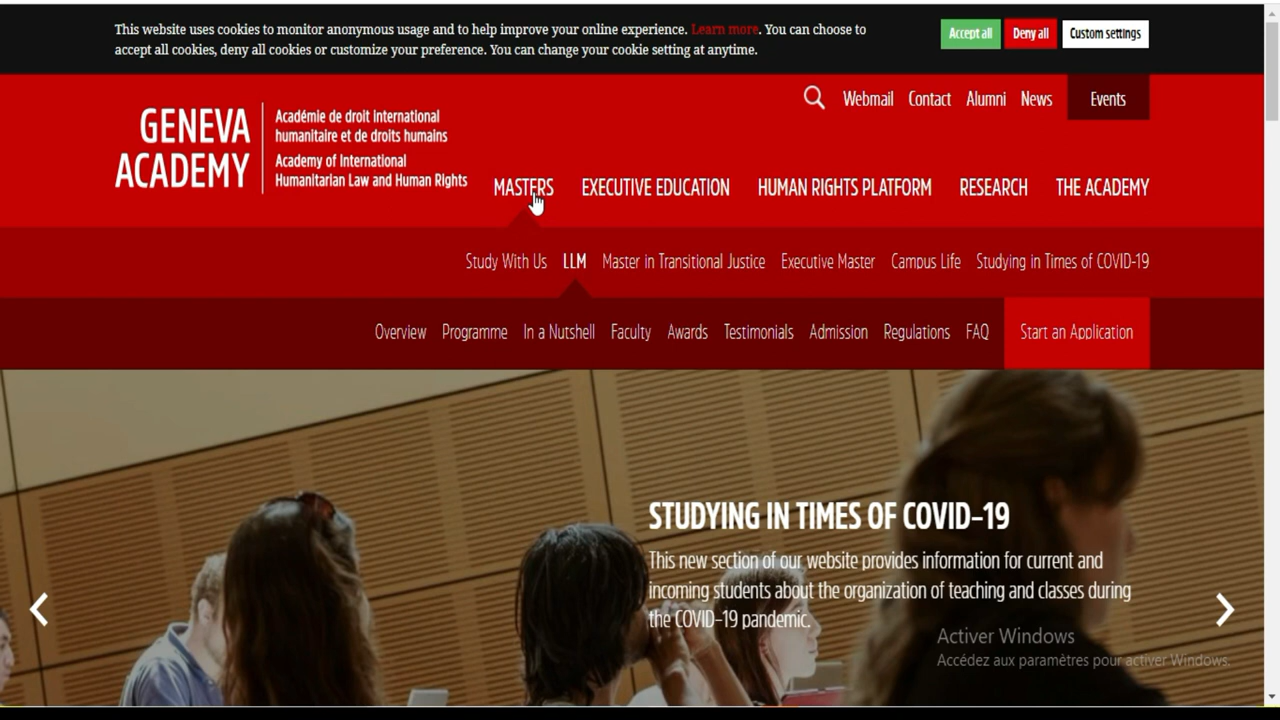 This website uses cookies to monitor anonymous usage and to help improve your online experience. Learn more. You can choose to
accept all cookies, deny all cookies or customize your preference. You can change your cookie setting at anytime.
Accept all Deny all Custom settings
Webmail Contact Alumni News Events
GENEVA
ACADEMY
Académie de droit international
humanitaire et de droits humains
Academy of International
Humanitarian Law and Human Rights
MASTERS EXECUTIVE EDUCATION HUMAN RIGHTS PLATFORM RESEARCH THE ACADEMY
Study With Us LLM Master in Transitional Justice Executive Master Campus Life Studying in Times of COVID-19
Overview Programme In a Nutshell Faculty Awards Testimonials Admission Regulations FAQ Start an Application
STUDYING IN TIMES OF COVID-19
This new section of our website provides information for current and
incoming students about the organization of teaching and classes during
the COVID-19 pandemic.
Activer Windows
Accédez aux paramètres pour activer Windows.